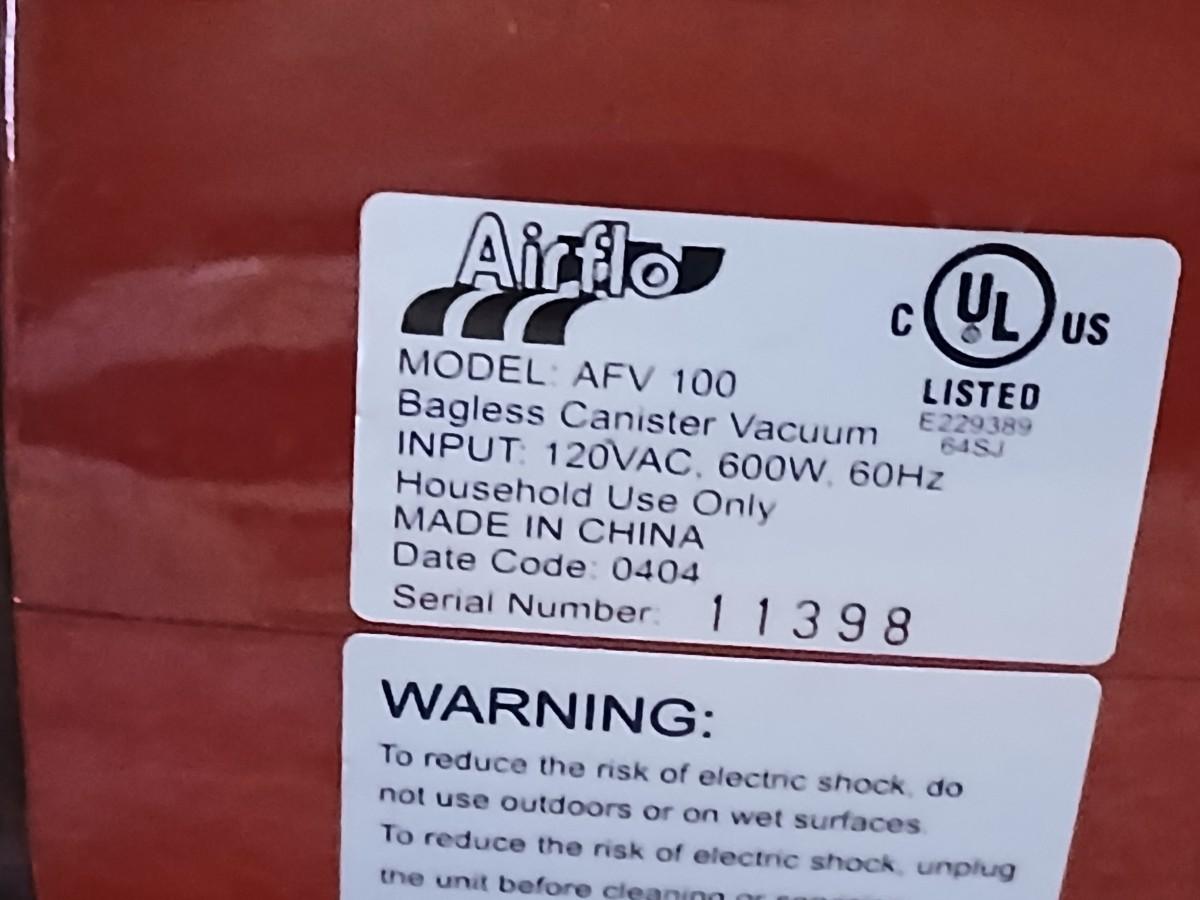 Airflo
C UL US
LISTED
E229389
64SJ
MODEL: AFV 100
Bagless Canister Vacuum
INPUT: 120VAC, 600W, 60Hz
Household Use Only
MADE IN CHINA
Date Code: 0404
Serial Number: 11398
WARNING:
To reduce the risk of electric shock, do
not use outdoors or on wet surfaces.
To reduce the risk of electric shock, unplug
the unit before cleaning or